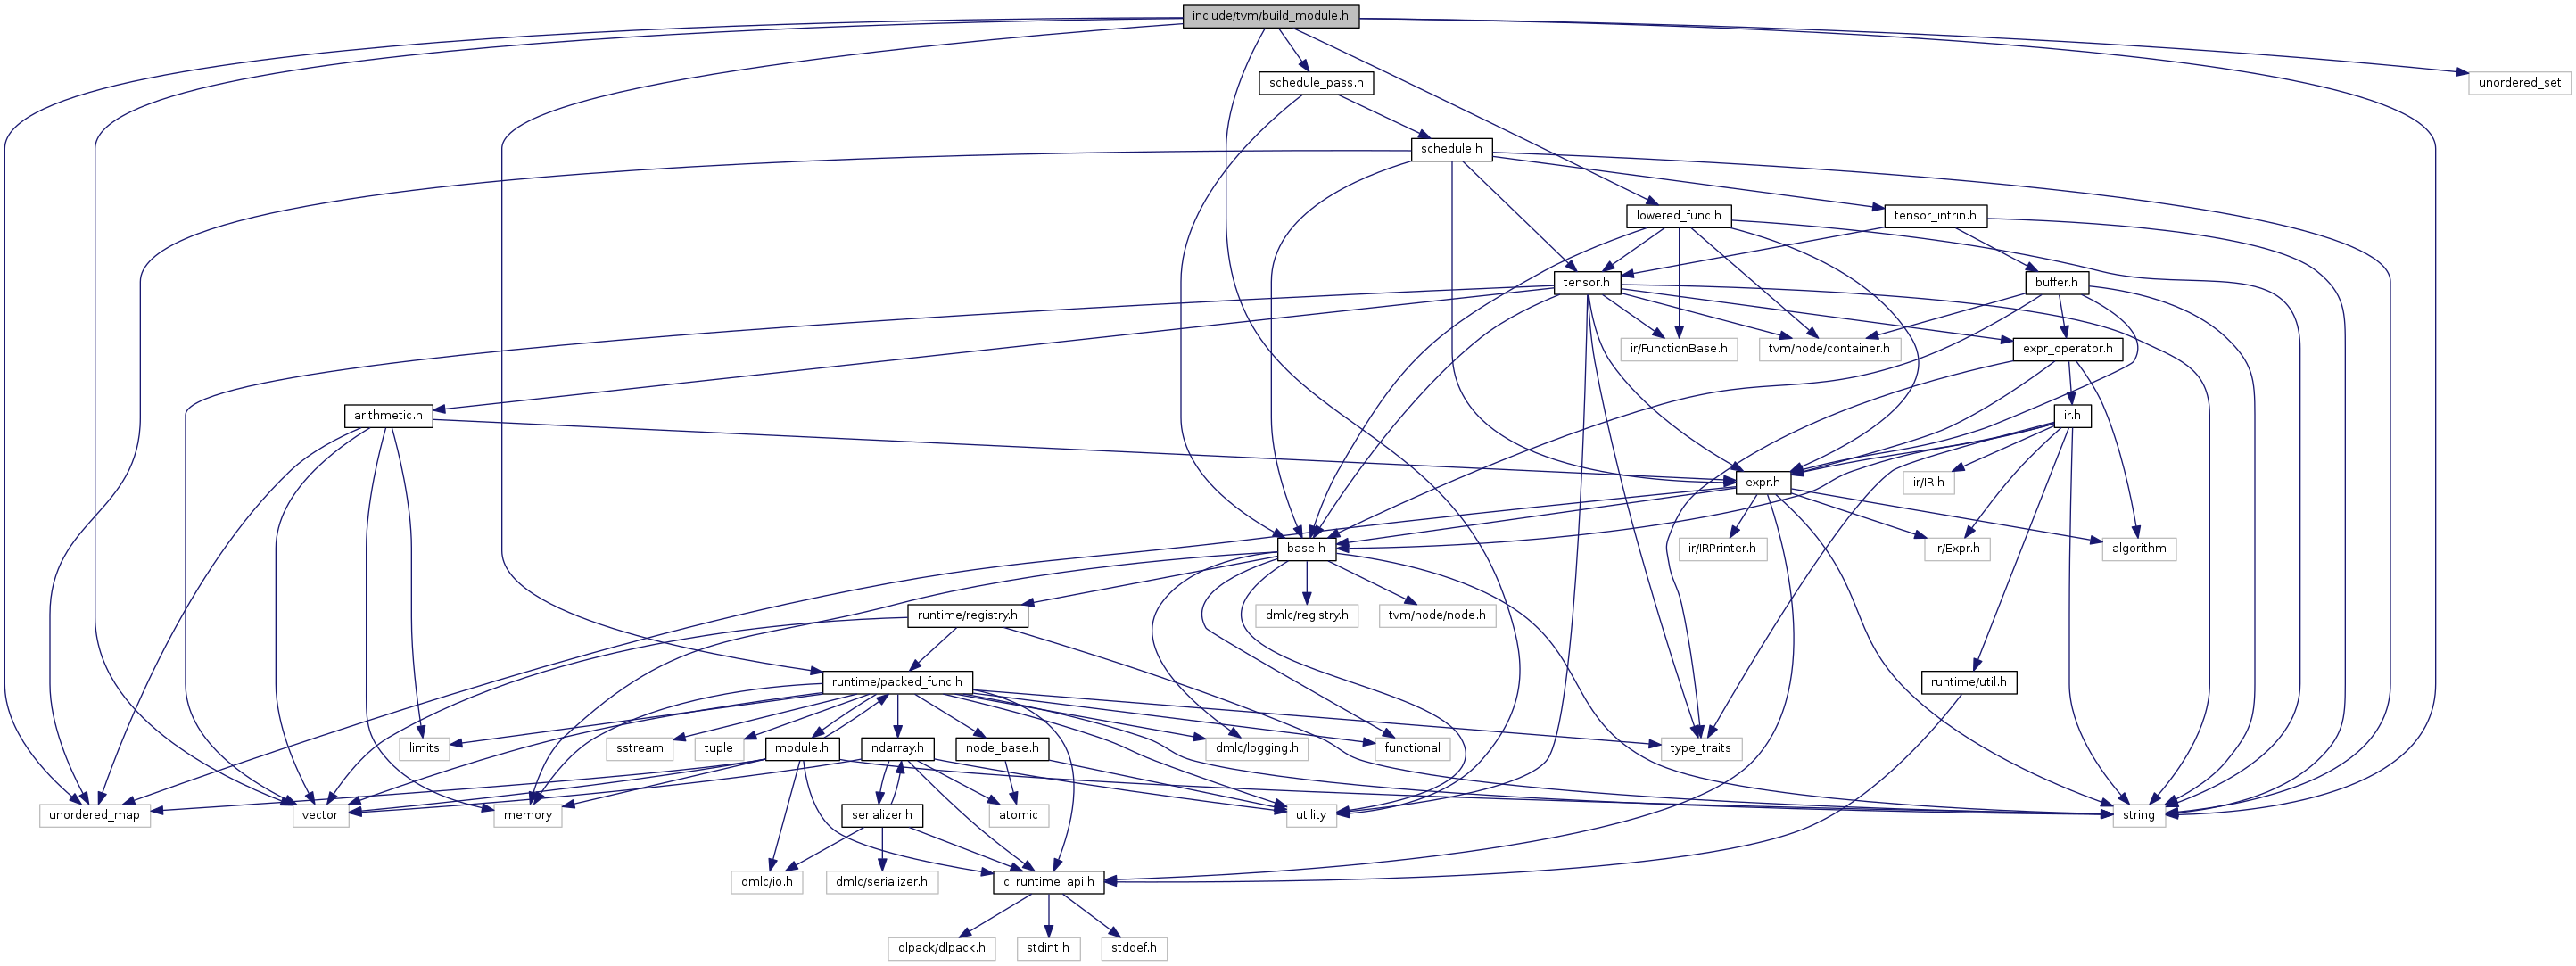 include/tvm/build_module.h
schedule_pass.h
unordered_set
schedule.h
lowered_func.h
tensor_intrin.h
tensor.h
buffer.h
ir/FunctionBase.h
tvm/node/container.h
expr_operator.h
arithmetic.h
ir.h
expr.h
ir/IR.h
base.h
ir/IRPrinter.h
ir/Expr.h
algorithm
runtime/registry.h
dmlc/registry.h
tvm/node/node.h
runtime/packed_func.h
runtime/util.h
limits
sstream
tuple
module.h
ndarray.h
node_base.h
dmlc/logging.h
functional
type_traits
unordered_map
vector
memory
serializer.h
atomic
utility
string
dmlc/io.h
dmlc/serializer.h
c_runtime_api.h
dlpack/dlpack.h
stdint.h
stddef.h